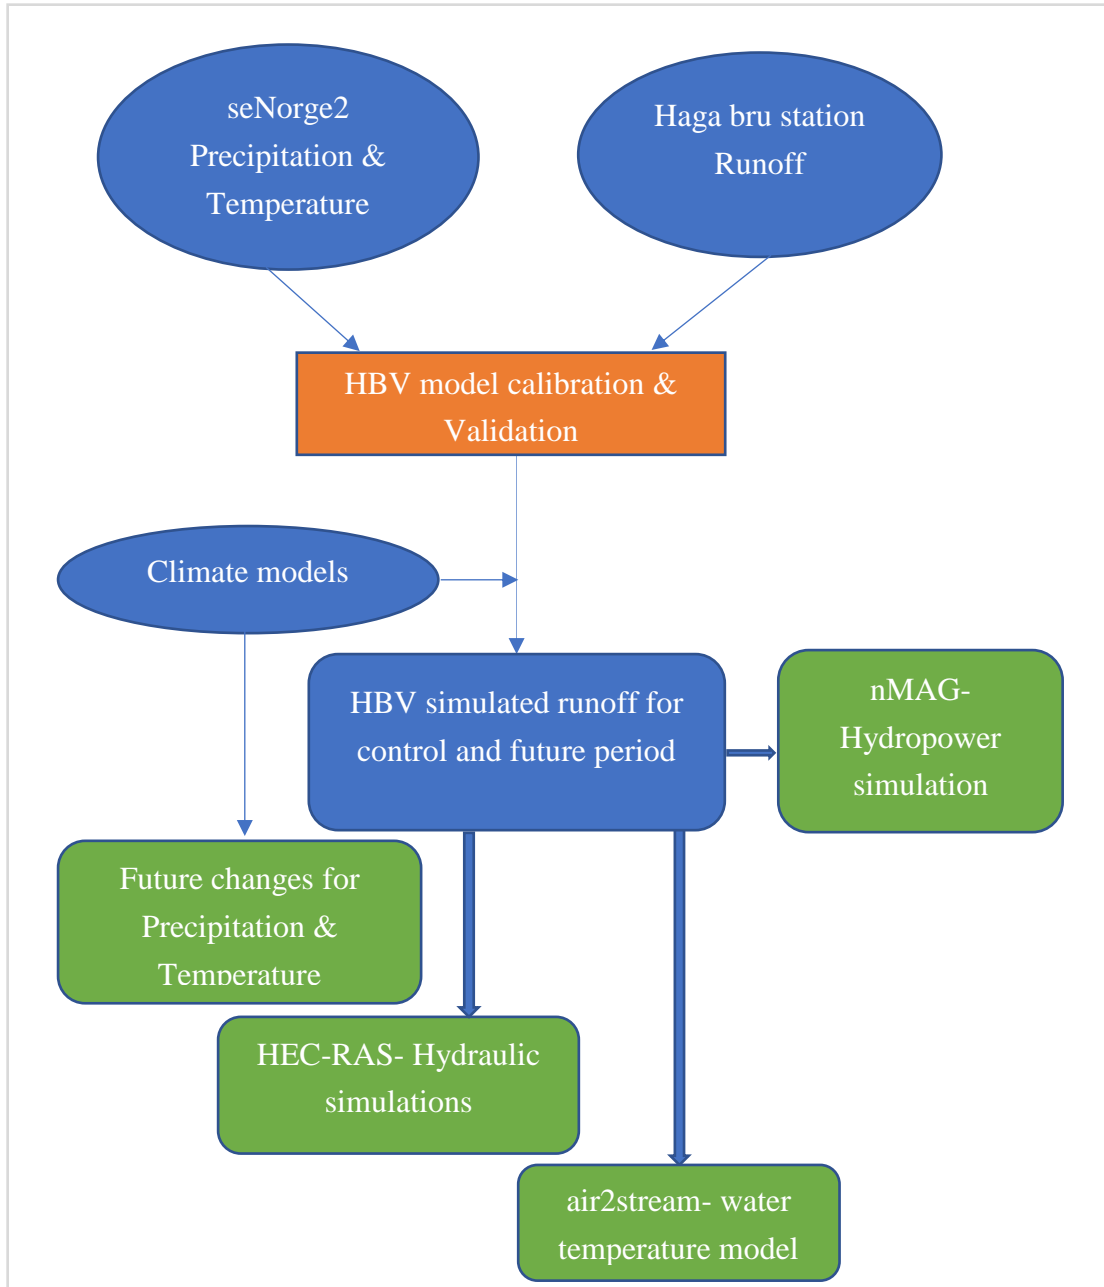 seNorge2
Precipitation &
Temperature
Haga bru station
Runoff
HBV model calibration &
Validation
Climate models
HBV simulated runoff for
control and future period
nMAG-
Hydropower
simulation
Future changes for
Precipitation &
Temperature
HEC-RAS- Hydraulic
simulations
air2stream- water
temperature model